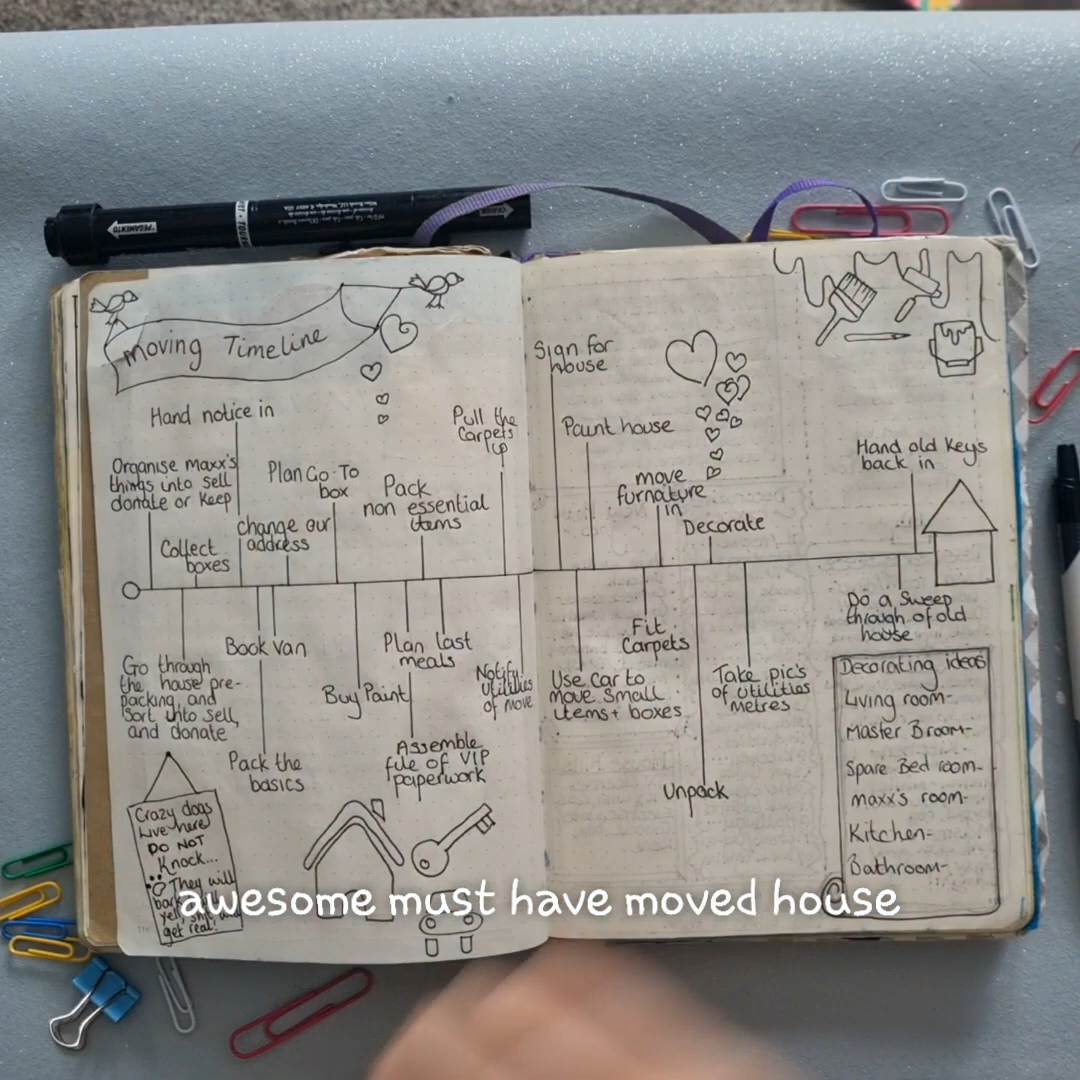 Moving Timeline
Hand notice in
Pull the
Carpets
up
Organise maxx's
things into sell
donate or keep
Plan Go-To
box
Pack
non essential
items
Change our
address
Collect
boxes
Go through
the house pre-
packing, and
Sort into sell,
and donate
Book van
Buy Paint
Plan last
meals
Notify
utilities
of move
Pack the
basics
Assemble
file of VIP
paperwork
Crazy dogs
Live here
DO NOT
Knock...
They will
get real!
Sign for
house
Paint house
move
furnature
in
Decorate
Hand old keys
back in
Fit
Carpets
Use Car to
move Small
items + boxes
Take pic's
of utilities
metres
Unpack
Do a Sweep
through of old
house
Decorating ideas
Living room-
Master Broom-
Spare Bed room-
maxx's room-
Kitchen-
Bathroom-
awesome must have moved house
PEGAMENTO